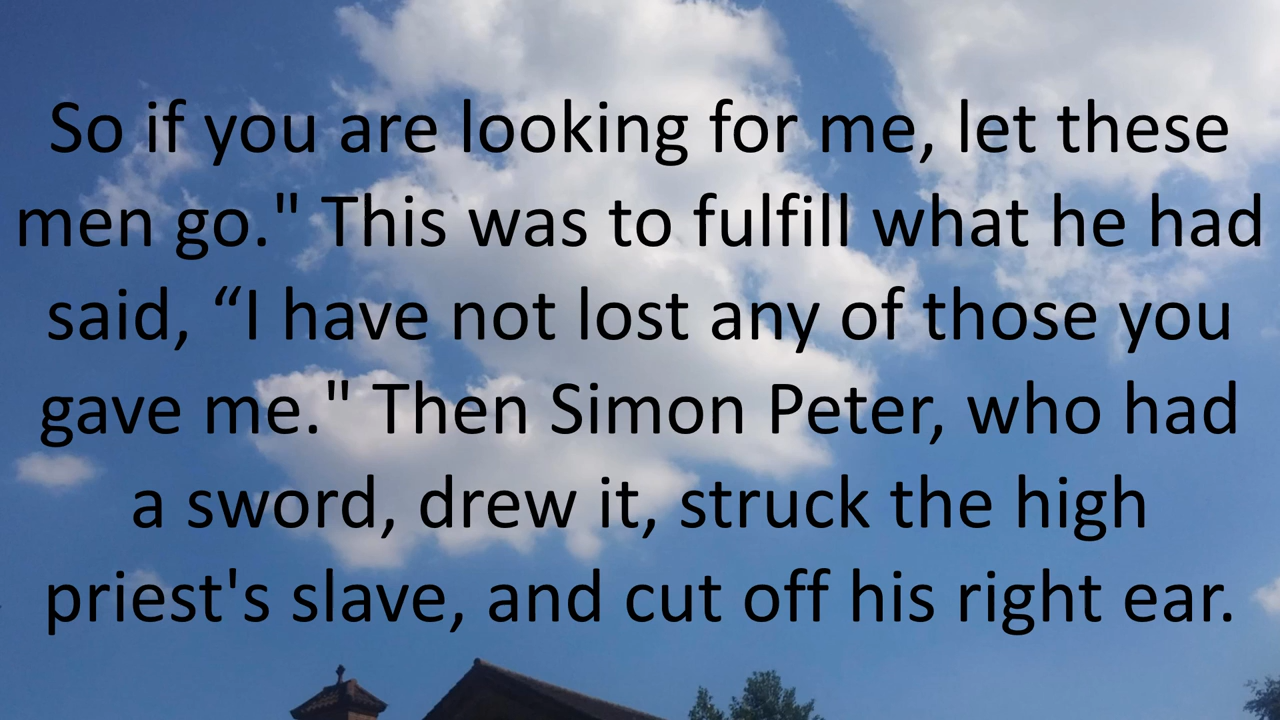 So if you are looking for me, let these
men go." This was to fulfill what he had
said, “I have not lost any of those you
gave me." Then Simon Peter, who had
a sword, drew it, struck the high
priest's slave, and cut off his right ear.